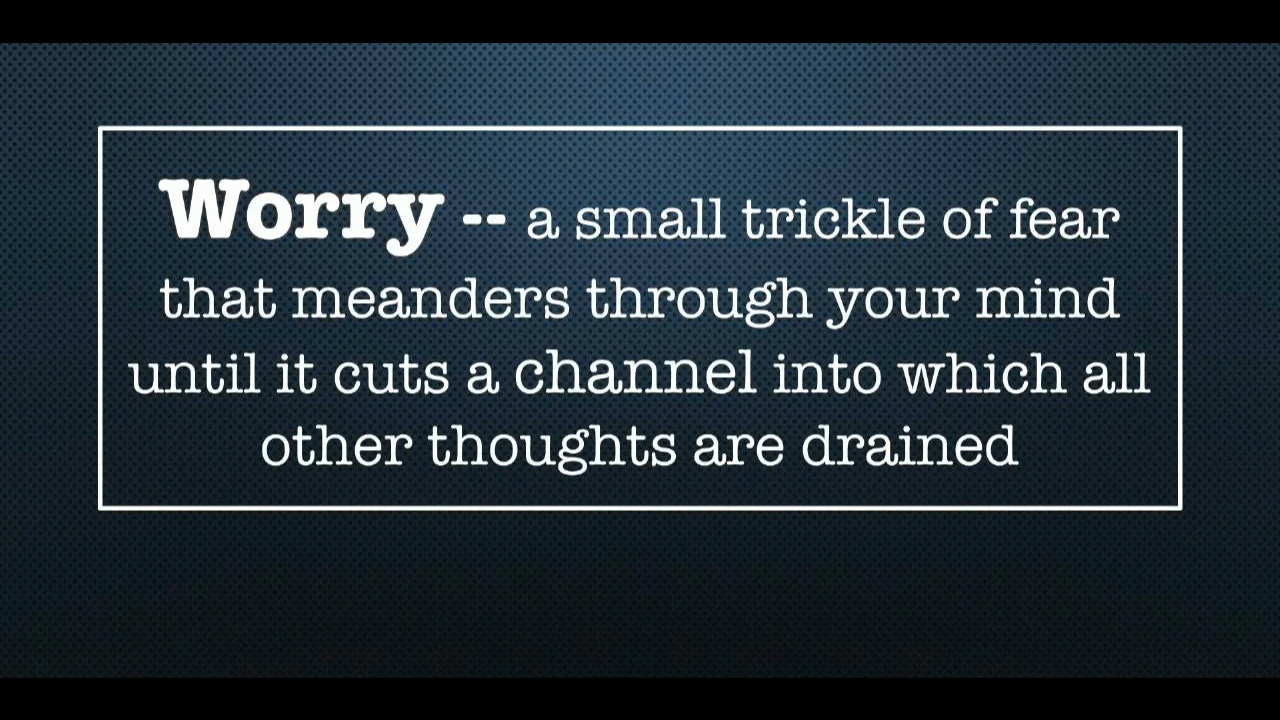 Worry -- a small trickle of fear
that meanders through your mind
until it cuts a channel into which all
other thoughts are drained